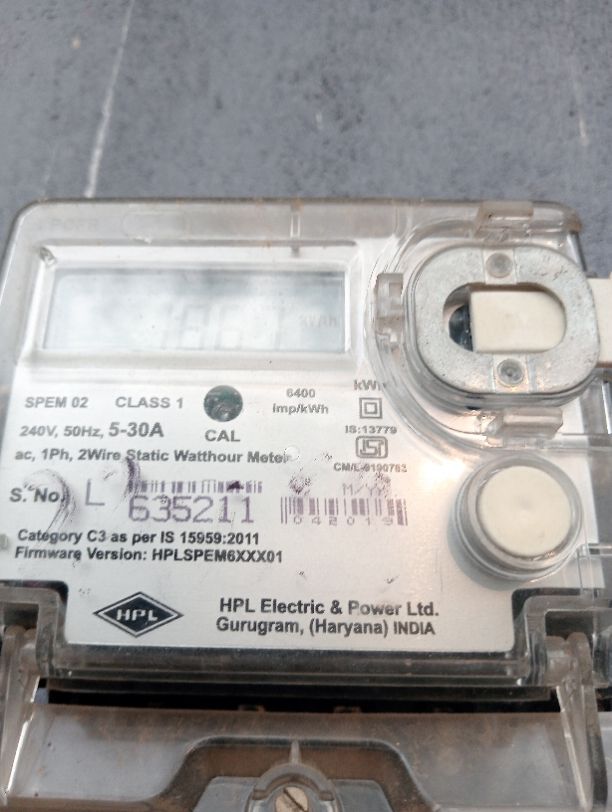 SPEM 02 CLASS 1
6400
imp/kWh
kWh
240V, 50Hz, 5-30A
CAL
IS:13779
ac, 1Ph, 2Wire Static Watthour Meter
S. No. L 635211
M/YY
042019
Category C3 as per IS 15959:2011
Firmware Version: HPLSPEM6XXX01
HPL
HPL Electric & Power Ltd.
Gurugram, (Haryana) INDIA